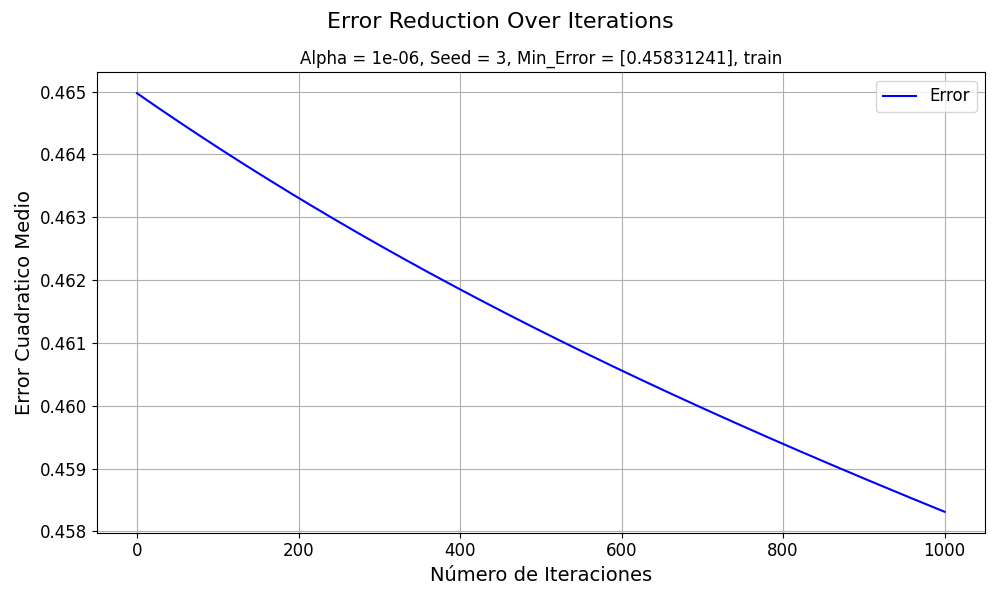 Error Reduction Over Iterations
Alpha = 1e-06, Seed = 3, Min_Error = [0.45831241], train
Error
Error Cuadratico Medio
0.465
0.464
0.463
0.462
0.461
0.460
0.459
0.458
0 200 400 600 800 1000
Número de Iteraciones